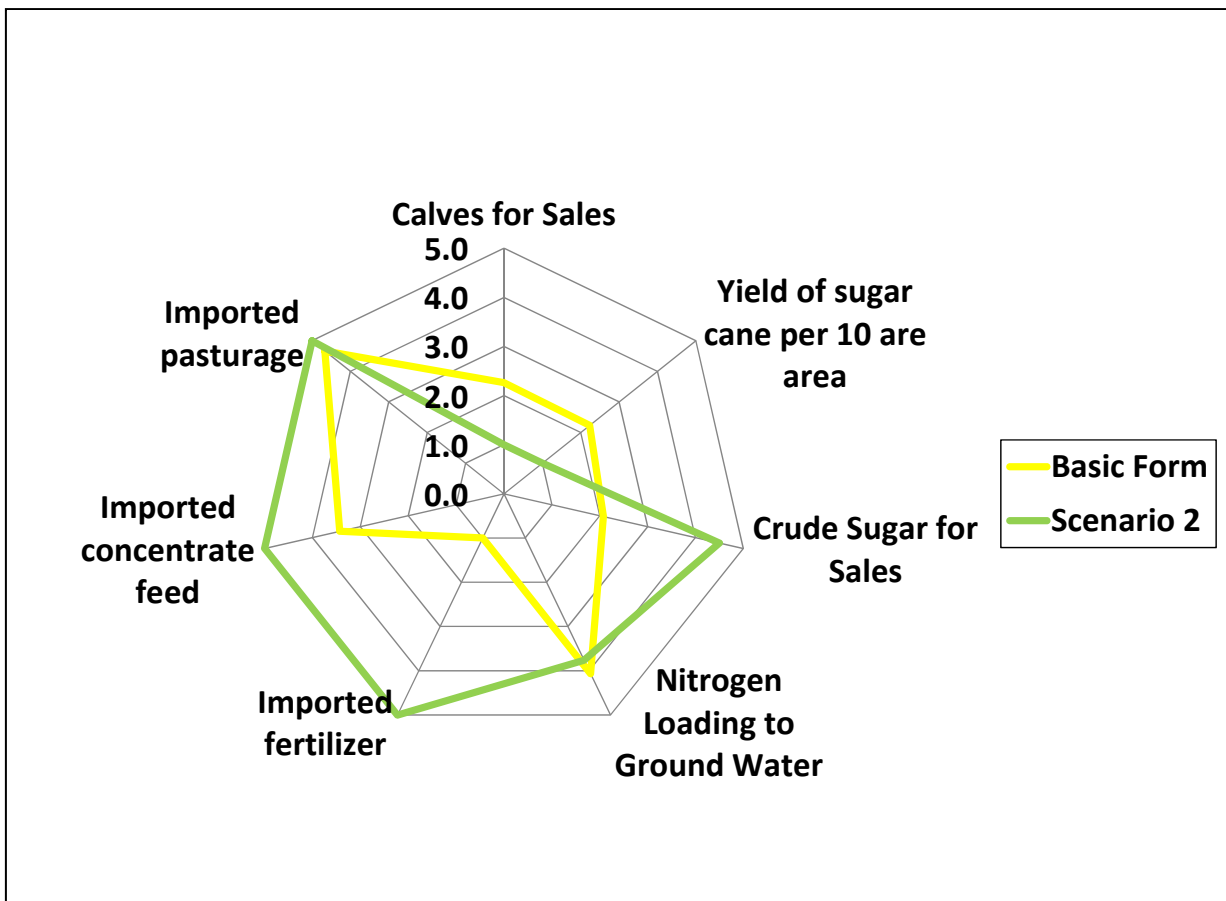 Calves for Sales
5.0
4.0
3.0
2.0
1.0
0.0
Yield of sugar
cane per 10 are
area
Crude Sugar for
Sales
Nitrogen
Loading to
Ground Water
Imported
fertilizer
Imported
concentrate
feed
Imported
pasturage
Basic Form
Scenario 2